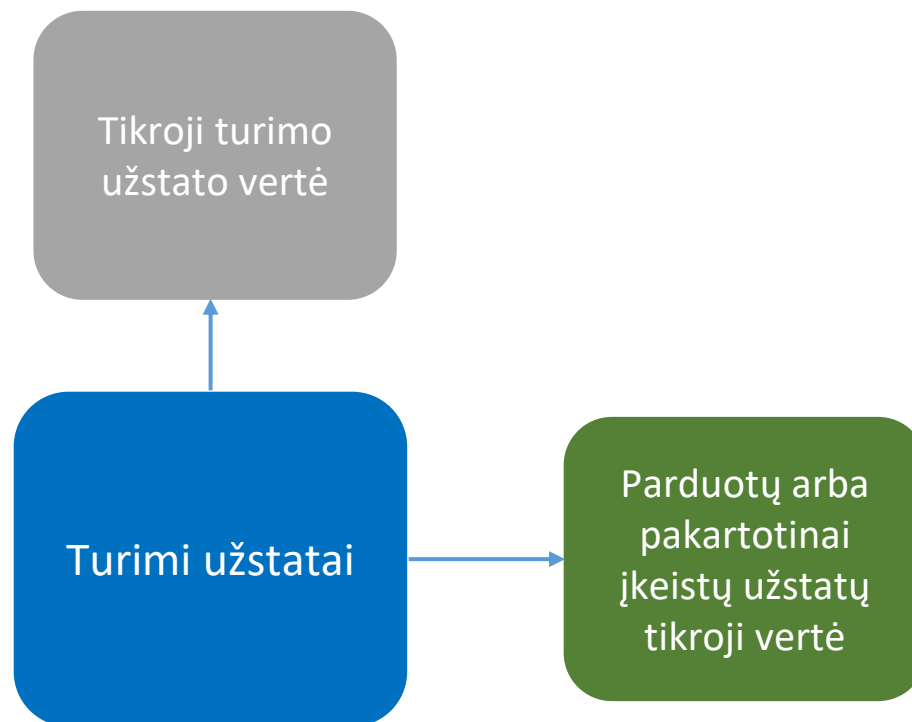 Tikroji turimo
užstato vertė
Turimi užstatai
Parduotų arba
pakartotinai
įkeistų užstatų
tikroji vertė